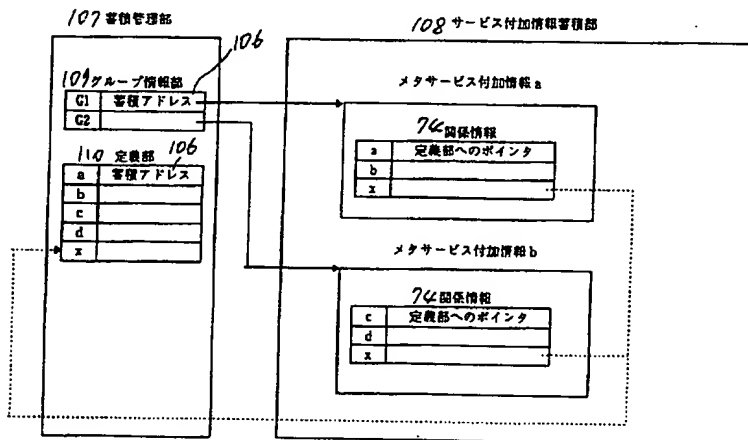 107 蓄積管理部
106
109 グループ情報部
G1 蓄積アドレス
G2
110 定義部 106
a 蓄積アドレス
b
c
d
x
108 サービス付加情報蓄積部
メタサービス付加情報a
74 関係情報
a 定義部へのポインタ
b
x
メタサービス付加情報b
74 関係情報
c 定義部へのポインタ
d
x